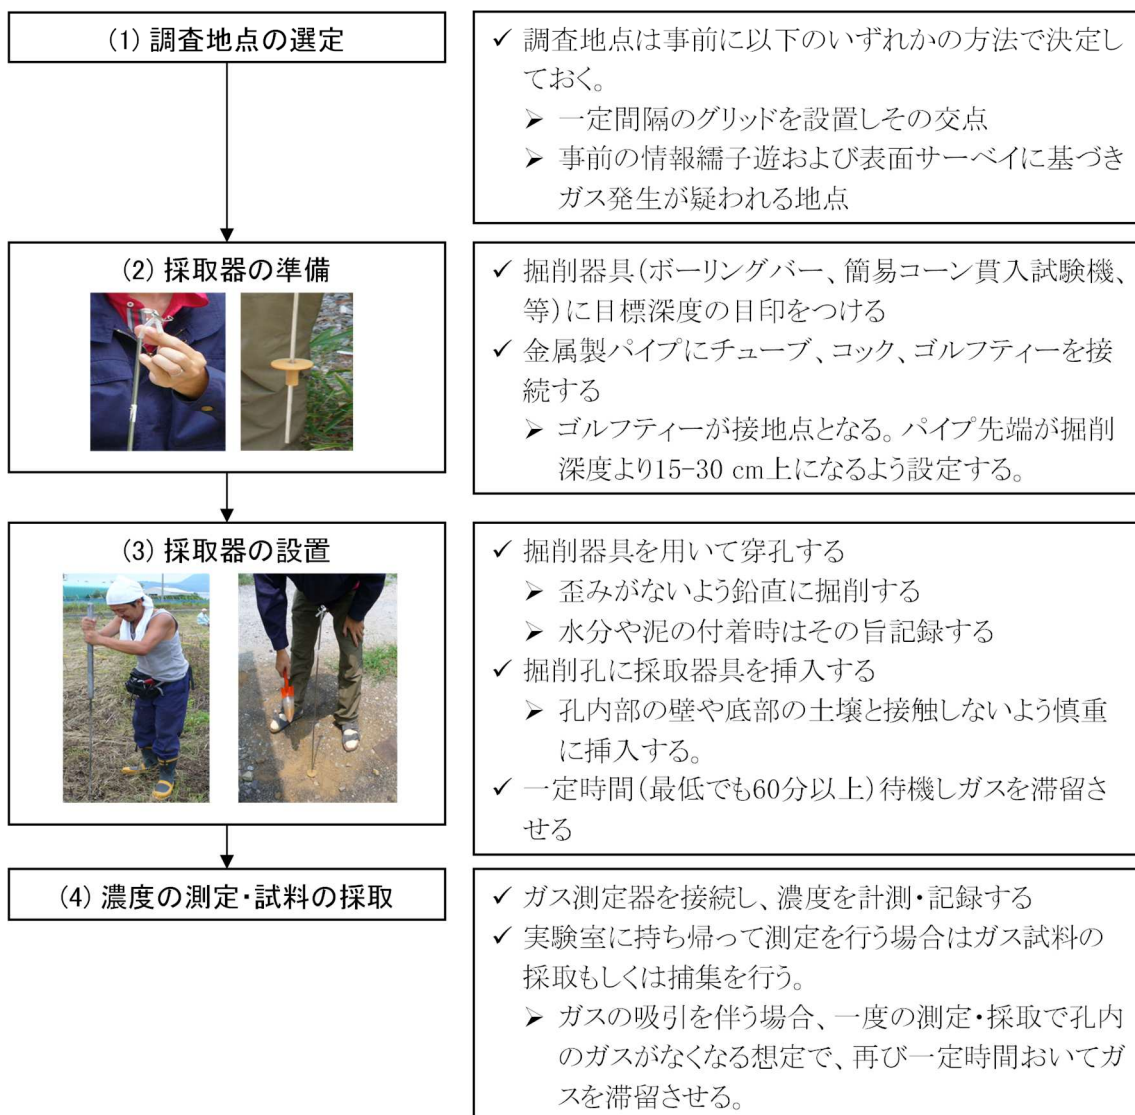 (1) 調査地点の選定
✓ 調査地点は事前に以下のいずれかの方法で決定し
ておく。
➢ 一定間隔のグリッドを設置しその交点
➢ 事前の情報繻子遊および表面サーベイに基づき
ガス発生が疑われる地点
(2) 採取器の準備
✓ 掘削器具(ボーリングバー、簡易コーン貫入試験機、
等)に目標深度の目印をつける
✓ 金属製パイプにチューブ、コック、ゴルフティーを接
続する
➢ ゴルフティーが接地点となる。パイプ先端が掘削
深度より15-30 cm上になるよう設定する。
(3) 採取器の設置
✓ 掘削器具を用いて穿孔する
➢ 歪みがないよう鉛直に掘削する
➢ 水分や泥の付着時はその旨記録する
✓ 掘削孔に採取器具を挿入する
➢ 孔内部の壁や底部の土壌と接触しないよう慎重
に挿入する。
✓ 一定時間(最低でも60分以上)待機しガスを滞留さ
せる
(4) 濃度の測定・試料の採取
✓ ガス測定器を接続し、濃度を計測・記録する
✓ 実験室に持ち帰って測定を行う場合はガス試料の
採取もしくは捕集を行う。
➢ ガスの吸引を伴う場合、一度の測定・採取で孔内
のガスがなくなる想定で、再び一定時間おいてガ
スを滞留させる。